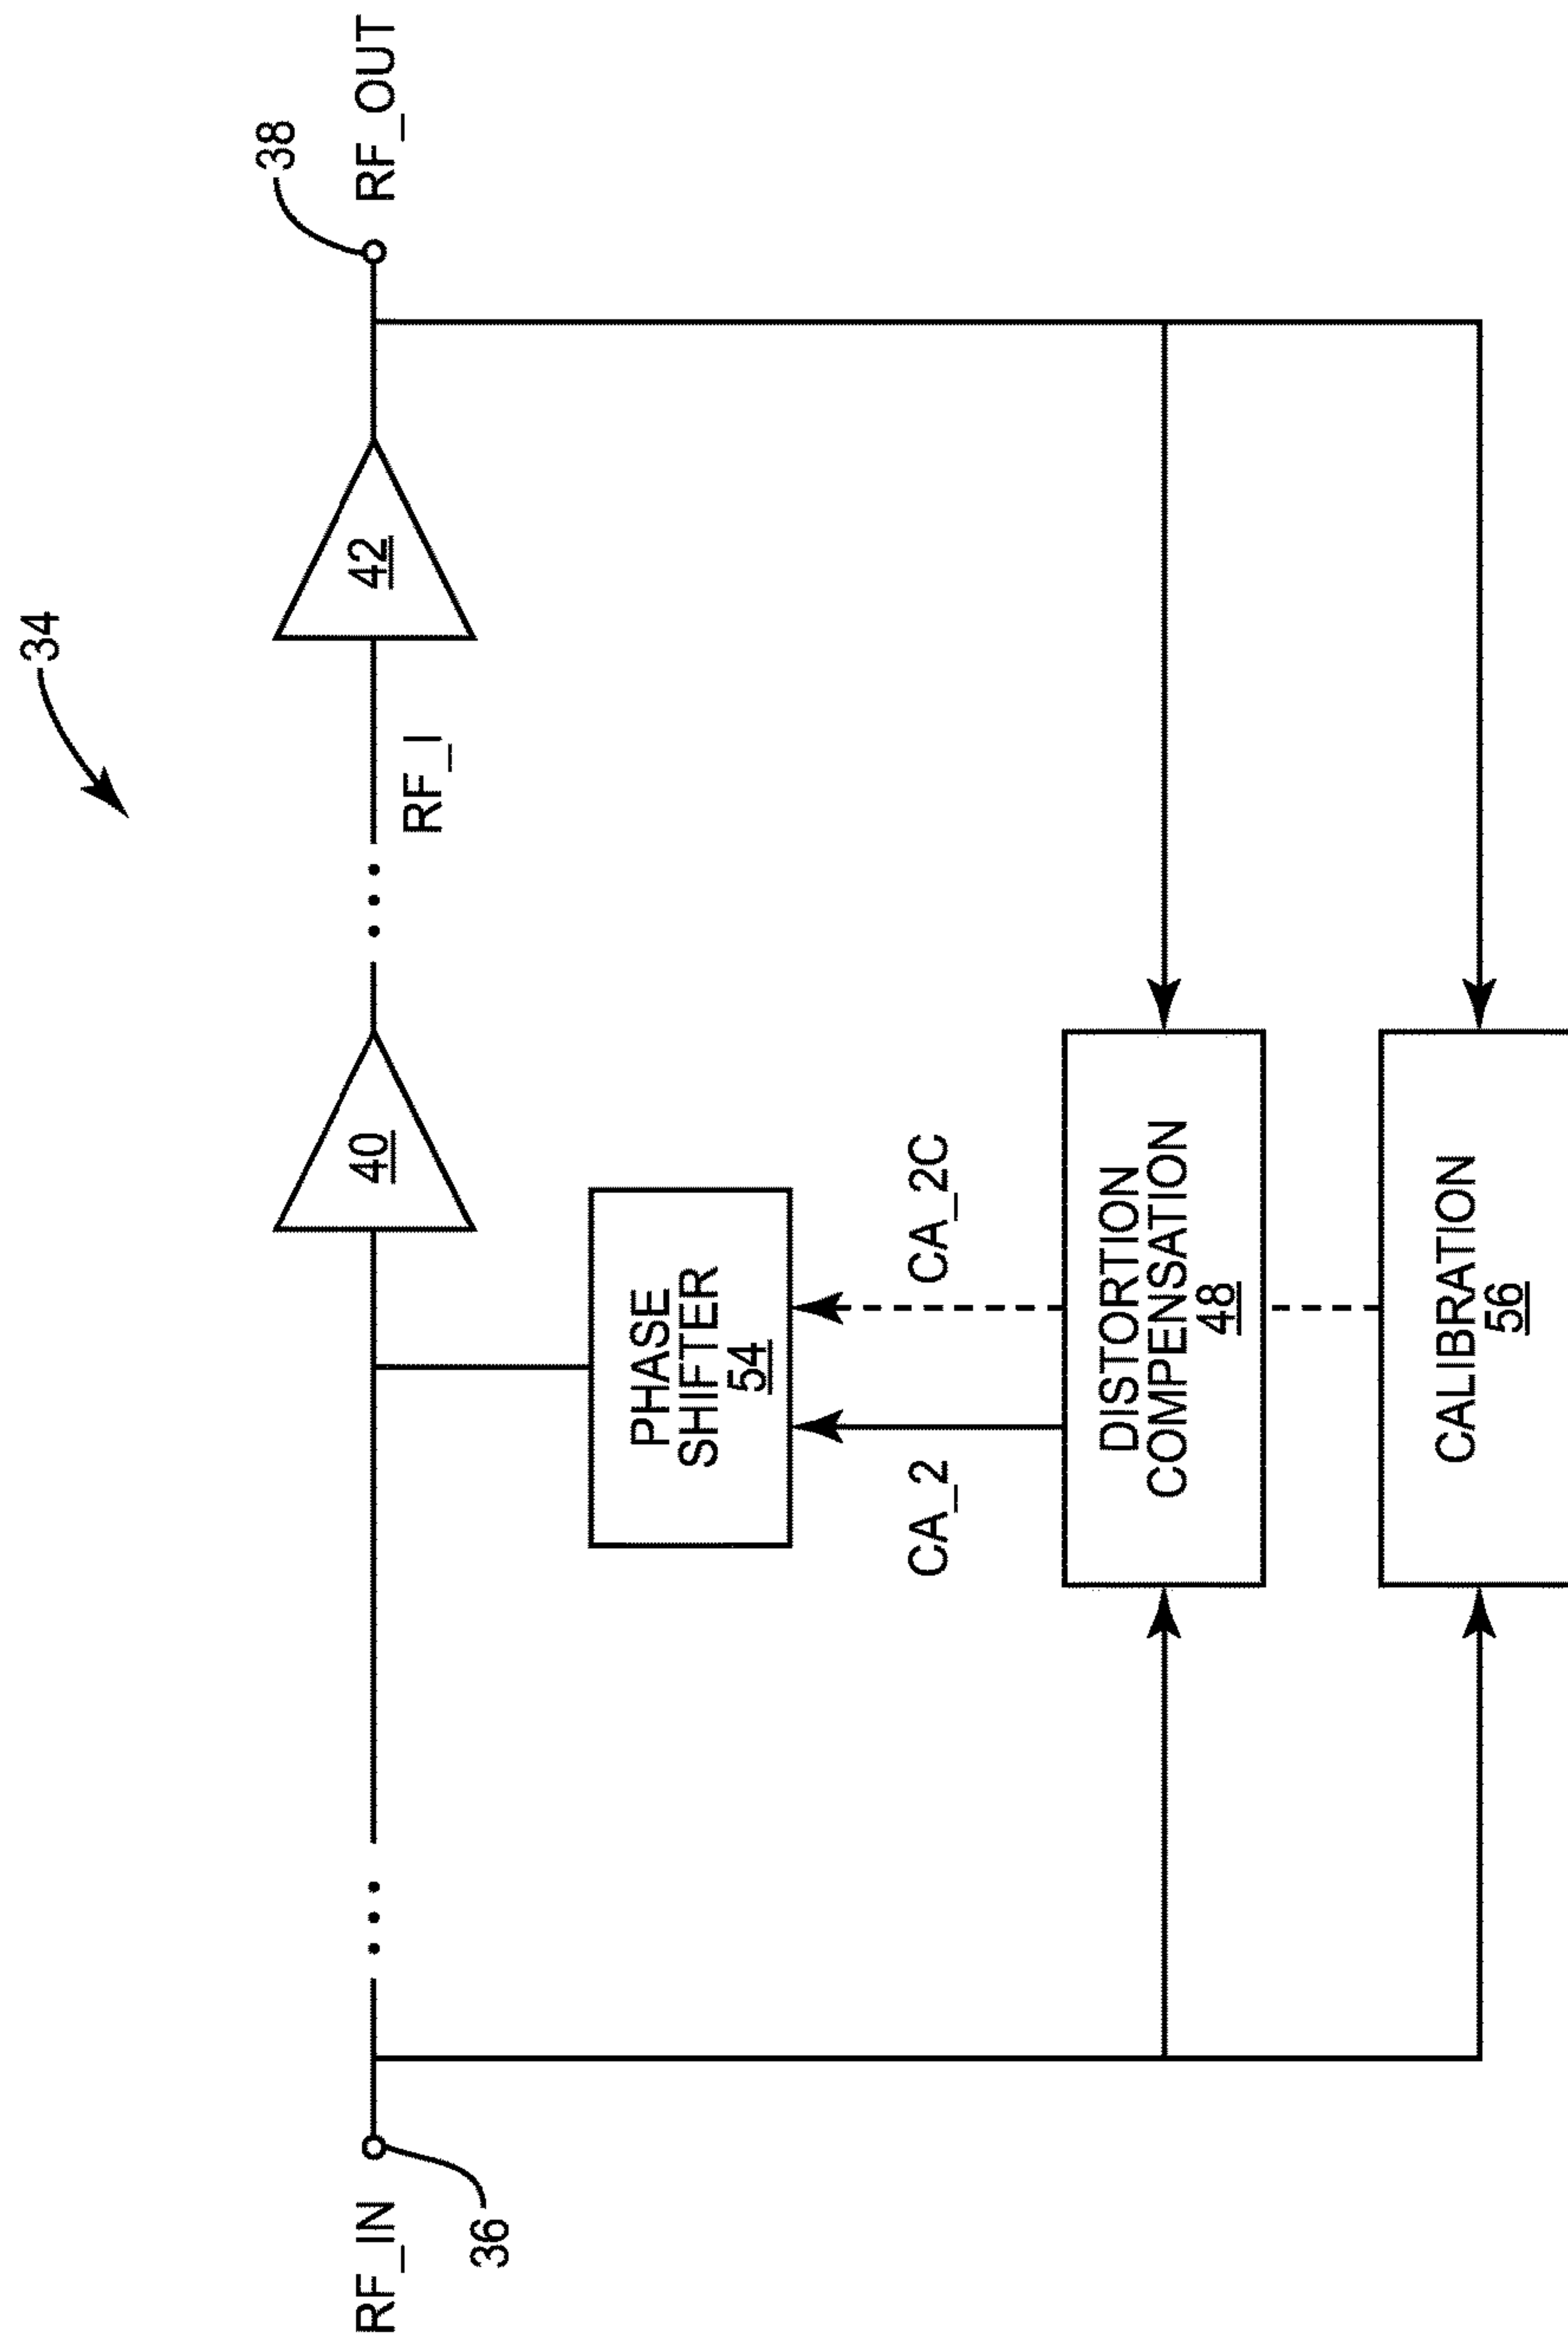 34
38
RF_IN
36
40
RF_I
42
RF_OUT
PHASE
SHIFTER
54
CA_2
CA_2C
DISTORTION
COMPENSATION
48
CALIBRATION
56